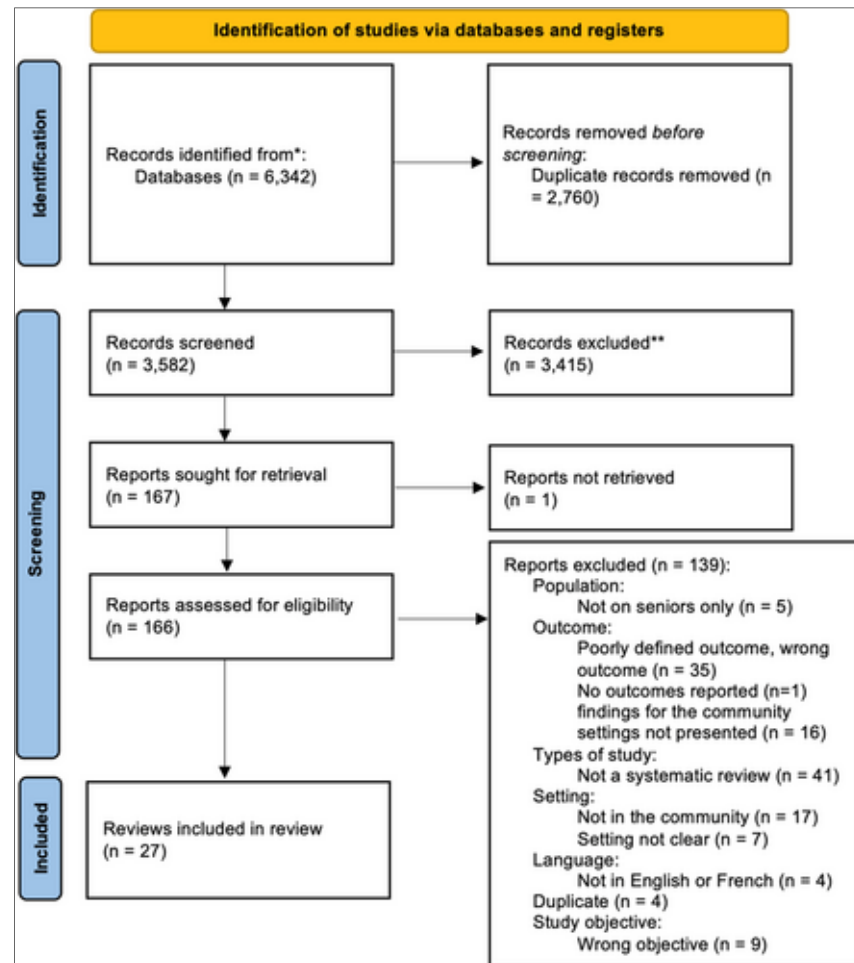 Identification of studies via databases and registers
Identification
Records identified from*:
Databases (n = 6,342)
Records removed before
screening:
Duplicate records removed (n
= 2,760)
Screening
Records screened
(n = 3,582)
Records excluded**
(n = 3,415)
Reports sought for retrieval
(n = 167)
Reports not retrieved
(n = 1)
Reports assessed for eligibility
(n = 166)
Reports excluded (n = 139):
Population:
Not on seniors only (n = 5)
Outcome:
Poorly defined outcome, wrong
outcome (n = 35)
No outcomes reported (n=1)
findings for the community
settings not presented (n = 16)
Types of study:
Not a systematic review (n = 41)
Setting:
Not in the community (n = 17)
Setting not clear (n = 7)
Language:
Not in English or French (n = 4)
Duplicate (n = 4)
Study objective:
Wrong objective (n = 9)
Included
Reviews included in review
(n = 27)